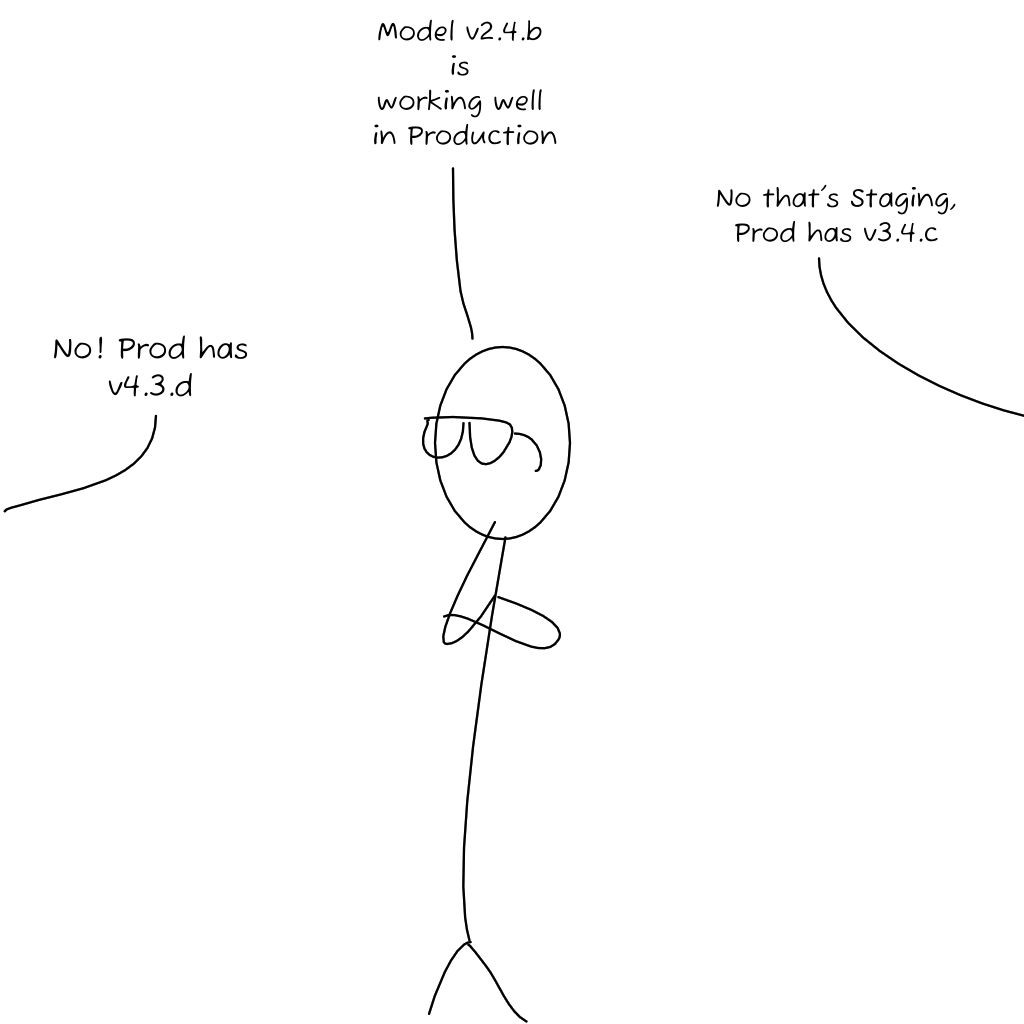 Model v2.4.b
is
working well
in Production
No that's Staging,
Prod has v3.4.c
No! Prod has
v4.3.d